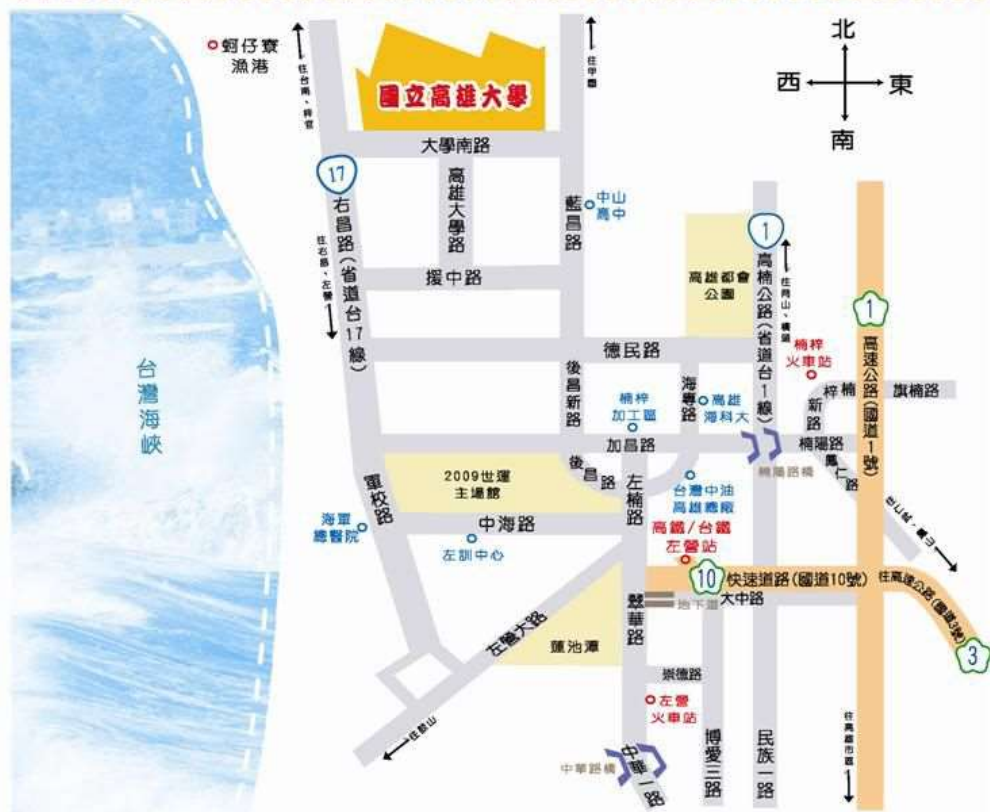 北
西
東
南
蚵仔寮
漁港
往台南、梓官
往甲圍
國立高雄大學
大學南路
17
右昌路(省道台17線)
往右昌、左營
高雄大學路
藍昌路
中山
高中
援中路
高雄都會
公園
1
高楠公路(省道台1線)
往岡山、橋頭
1
高速公路(國道1號)
德民路
楠梓
火車站
台灣海峽
後昌新路
楠梓
加工區
海專路
高雄
海科大
梓楠
新路
旗楠路
加昌路
楠陽路
楠陽路橋
鳳仁路
2009世運
主場館
後昌路
左楠路
台灣中油
高雄總廠
軍校路
海軍
總醫院
中海路
左訓中心
高鐵/台鐵
左營站
10
快速道路(國道10號)
往高速公路(國道3號)
3
大中路
地下道
翠華路
左營大路
蓮池潭
崇德路
左營
火車站
往鼓山
中華路橋
中華一路
博愛三路
民族一路
往高雄市區